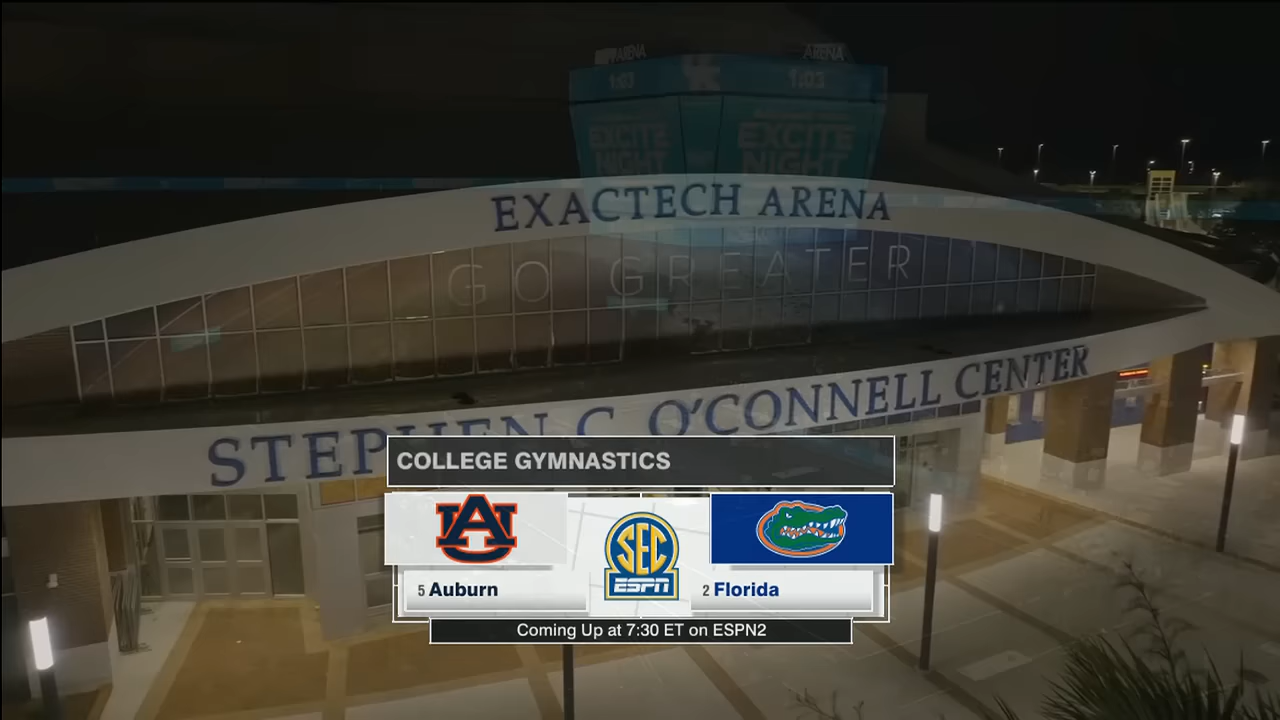 ARENA
ARENA
1:03
1:03
EXCITE
NIGHT
EXCITE
NIGHT
EXACTECH ARENA
GO GREATER
STEPHEN C. O'CONNELL CENTER
COLLEGE GYMNASTICS
AU
SEC
ESPN
5 Auburn
2 Florida
Coming Up at 7:30 ET on ESPN2